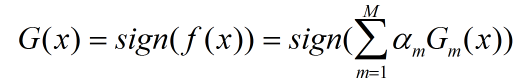 G(x) = sign(f(x)) = sign(∑_{m=1}^{M} α_m G_m(x))